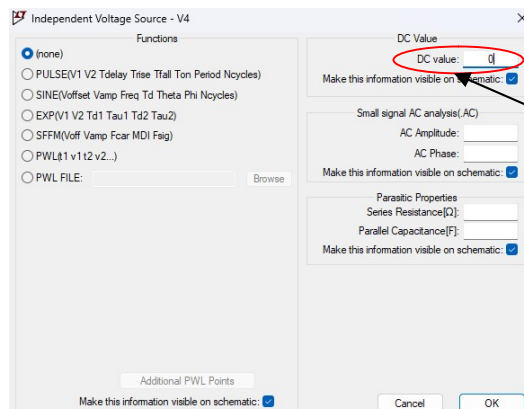 Independent Voltage Source - V4
Functions
(none)
PULSE(V1 V2 Tdelay Trise Tfall Ton Period Ncycles)
SINE(Voffset Vamp Freq Td Theta Phi Ncycles)
EXP(V1 V2 Td1 Tau1 Td2 Tau2)
SFFM(Voff Vamp Fcar MDI Fsig)
PWL(t1 v1 t2 v2...)
PWL FILE:
Browse
Additional PWL Points
Make this information visible on schematic:
DC Value
DC value: 0
Make this information visible on schematic:
Small signal AC analysis(.AC)
AC Amplitude:
AC Phase:
Make this information visible on schematic:
Parasitic Properties
Series Resistance[Ω]:
Parallel Capacitance[F]:
Make this information visible on schematic:
Cancel
OK